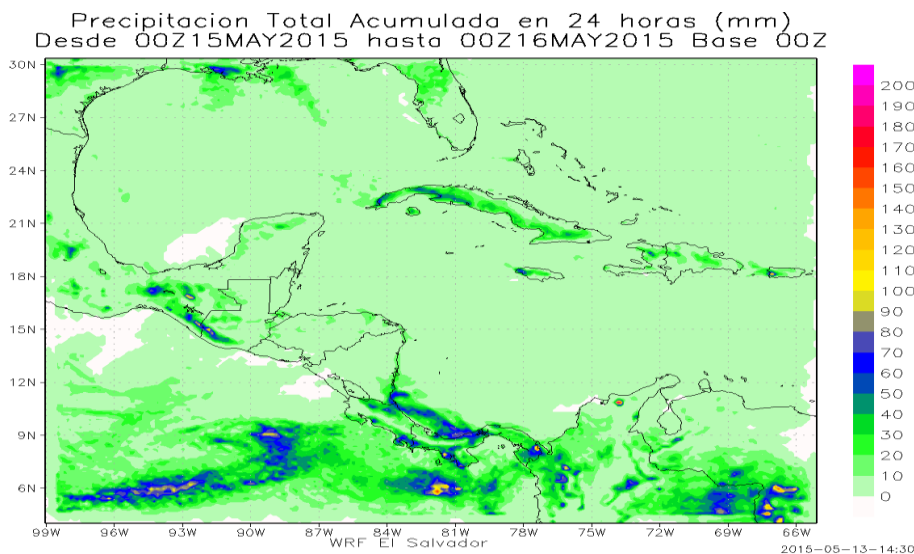 Precipitacion Total Acumulada en 24 horas (mm)
Desde 00Z15MAY2015 hasta 00Z16MAY2015 Base 00Z
30N
27N
24N
21N
18N
15N
12N
9N
6N
99W 96W 93W 90W 87W 84W 81W 78W 75W 72W 69W 66W
200
190
180
170
160
150
140
130
120
110
100
90
80
70
60
50
40
30
20
10
0
WRF El Salvador
2015-05-13-14:30